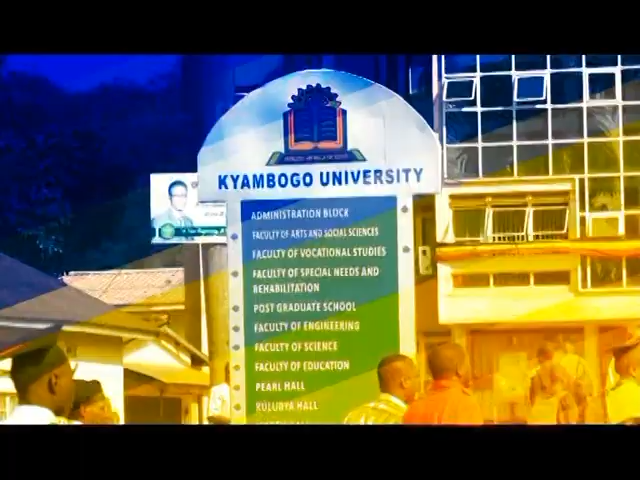 KYAMBOGO UNIVERSITY
ADMINISTRATION BLOCK
FACULTY OF ARTS AND SOCIAL SCIENCES
FACULTY OF VOCATIONAL STUDIES
FACULTY OF SPECIAL NEEDS AND
REHABILITATION
POST GRADUATE SCHOOL
FACULTY OF ENGINEERING
FACULTY OF SCIENCE
FACULTY OF EDUCATION
PEARL HALL
KULUBYA HALL